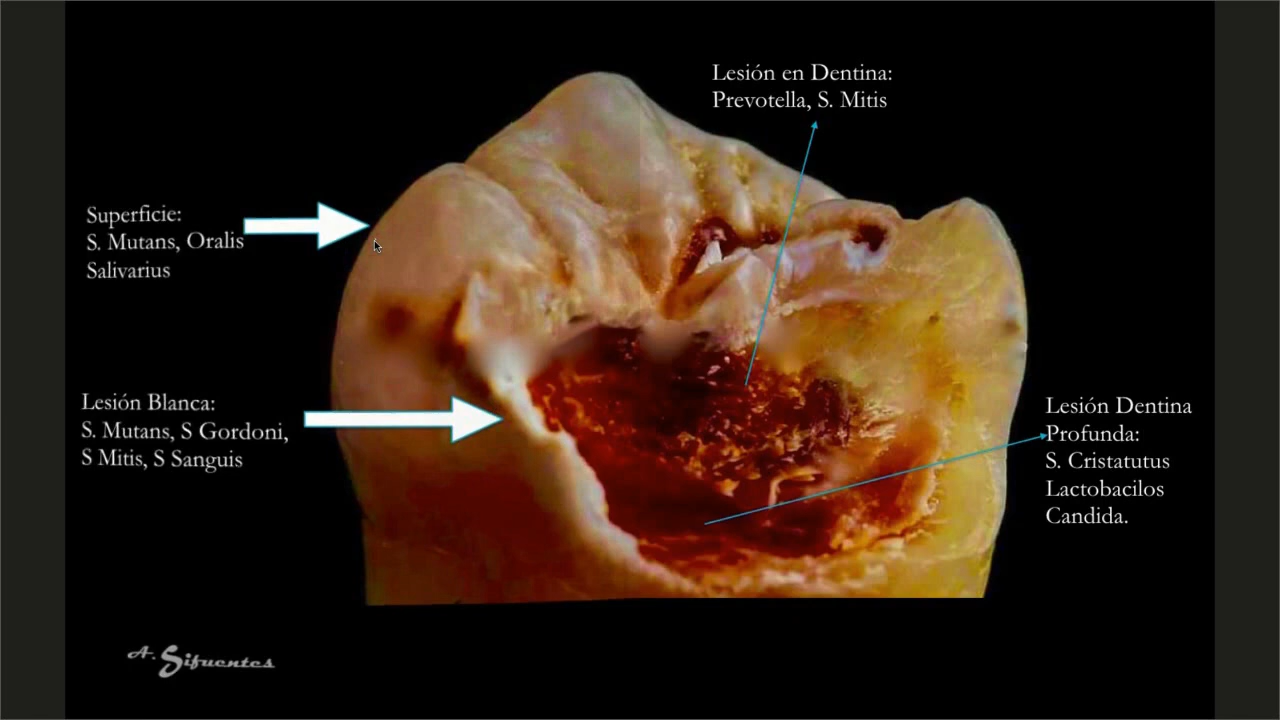 Lesión en Dentina:
Prevotella, S. Mitis
Superficie:
S. Mutans, Oralis
Salivarius
Lesión Blanca:
S. Mutans, S Gordoni,
S Mitis, S Sanguis
Lesión Dentina
Profunda:
S. Cristatutus
Lactobacilos
Candida.
A. Sifuentes